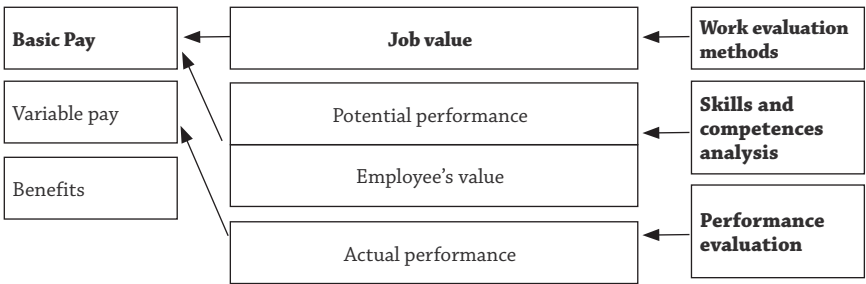 Basic Pay
Job value
Work evaluation
methods
Variable pay
Potential performance
Skills and
competences
analysis
Benefits
Employee’s value
Actual performance
Performance
evaluation